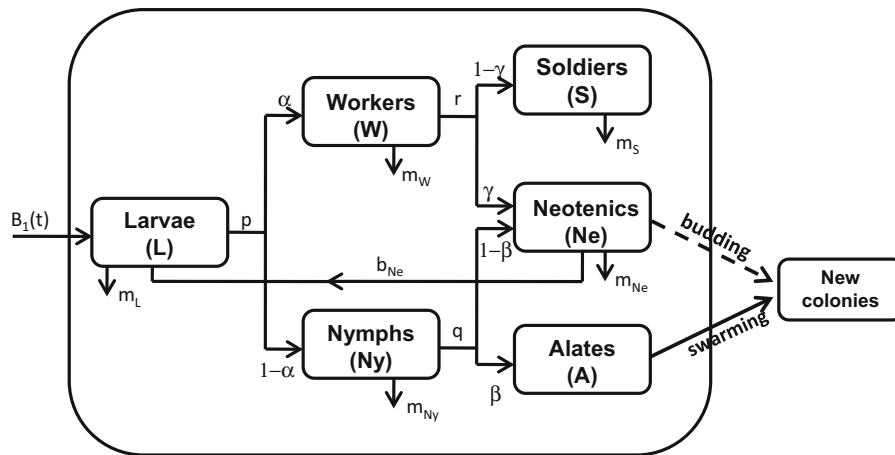 1−γ
Soldiers
(S)
m_S
α
Workers
(W)
r
m_W
γ
Neotenics
(Ne)
1−β
m_Ne
budding
B₁(t)
Larvae
(L)
p
m_L
b_Ne
New
colonies
Nymphs
(Ny)
q
1−α
m_Ny
Alates
(A)
β
swarming